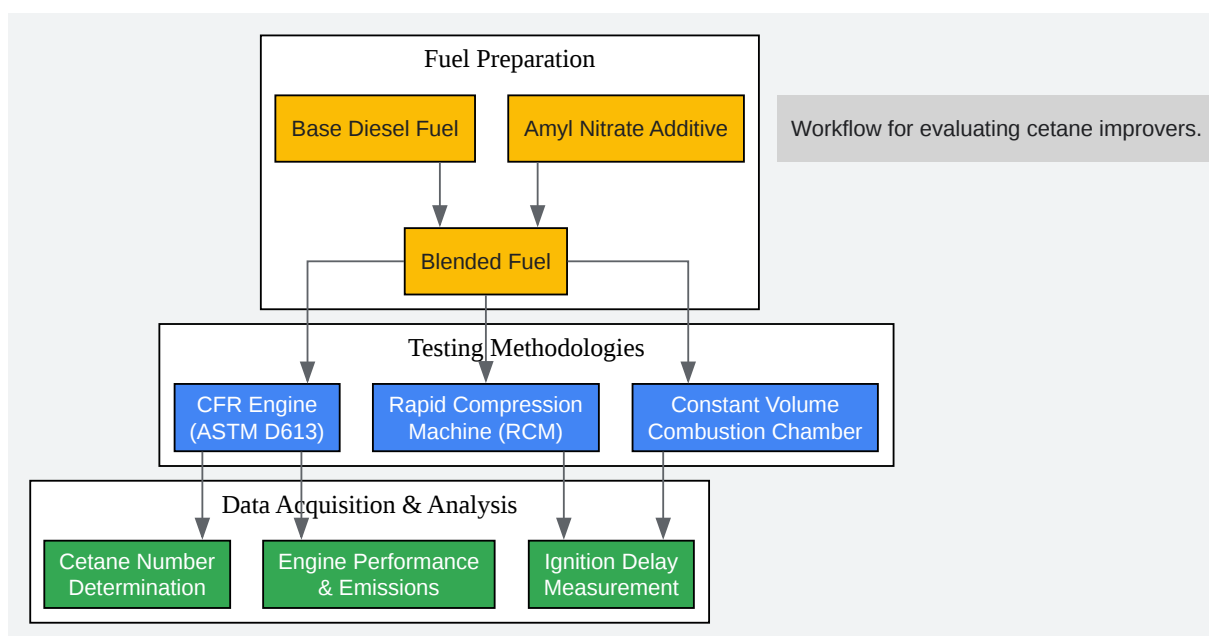 Fuel Preparation
Base Diesel Fuel
Amyl Nitrate Additive
Workflow for evaluating cetane improvers.
Blended Fuel
Testing Methodologies
CFR Engine
(ASTM D613)
Rapid Compression
Machine (RCM)
Constant Volume
Combustion Chamber
Data Acquisition & Analysis
Cetane Number
Determination
Engine Performance
& Emissions
Ignition Delay
Measurement